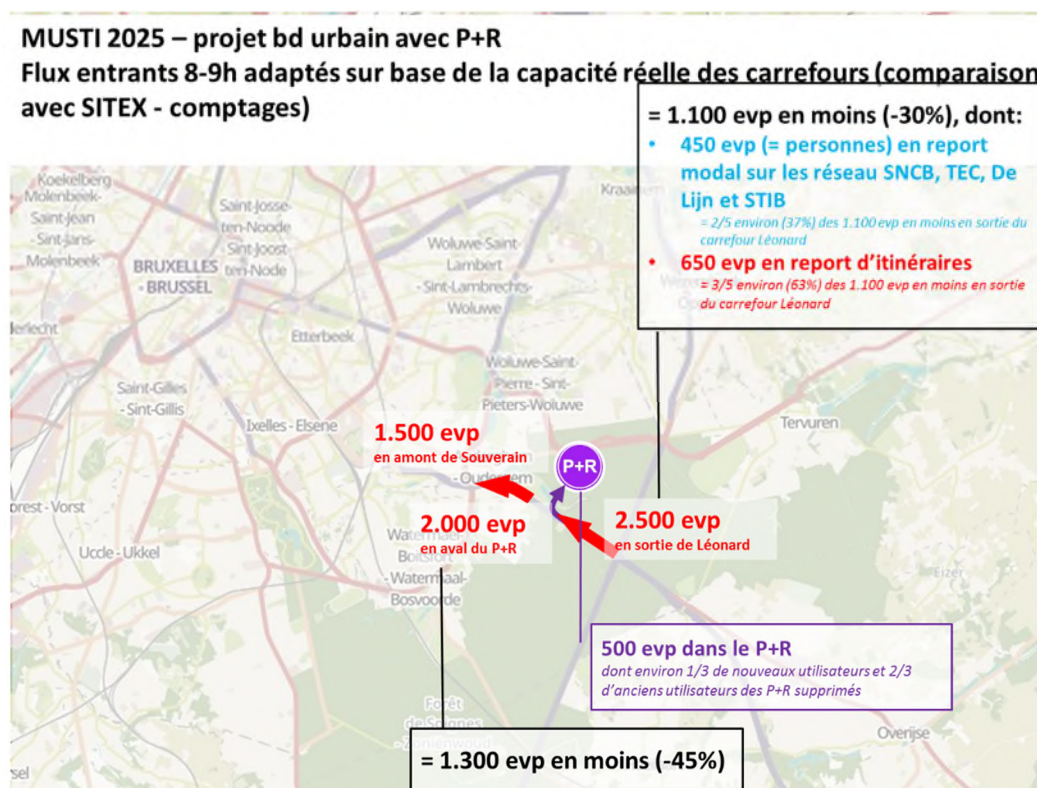 MUSTI 2025 – projet bd urbain avec P+R
Flux entrants 8-9h adaptés sur base de la capacité réelle des carrefours (comparaison
avec SITEX - comptages)
= 1.100 evp en moins (-30%), dont:
• 450 evp (= personnes) en report
modal sur les réseau SNCB, TEC, De
Lijn et STIB
= 2/5 environ (37%) des 1.100 evp en moins en sortie du
carrefour Léonard
• 650 evp en report d'itinéraires
= 3/5 environ (63%) des 1.100 evp en moins en sortie
du carrefour Léonard
Koekelberg
Molenbeek-
Saint-Jean
- Sint-Jans-
Molenbeek
Saint-Josse-
ten-Noode
- Sint-Joost-
ten-Node
BRUXELLES
- BRUSSEL
Woluwe-Saint-
Lambert
- Sint-Lambrechts-
Woluwe
Etterbeek
Woluwe-Saint-
Pierre - Sint-
Pieters-Woluwe
Saint-Gilles
- Sint-Gillis
Ixelles - Elsene
Tervuren
1.500 evp
en amont de Souverain
P+R
2.000 evp
en aval du P+R
2.500 evp
en sortie de Léonard
Uccle - Ukkel
- Watermaal-
Bosvoorde
Eizer
500 evp dans le P+R
dont environ 1/3 de nouveaux utilisateurs et 2/3
d'anciens utilisateurs des P+R supprimés
Forêt
de Soignes
Overijse
= 1.300 evp en moins (-45%)